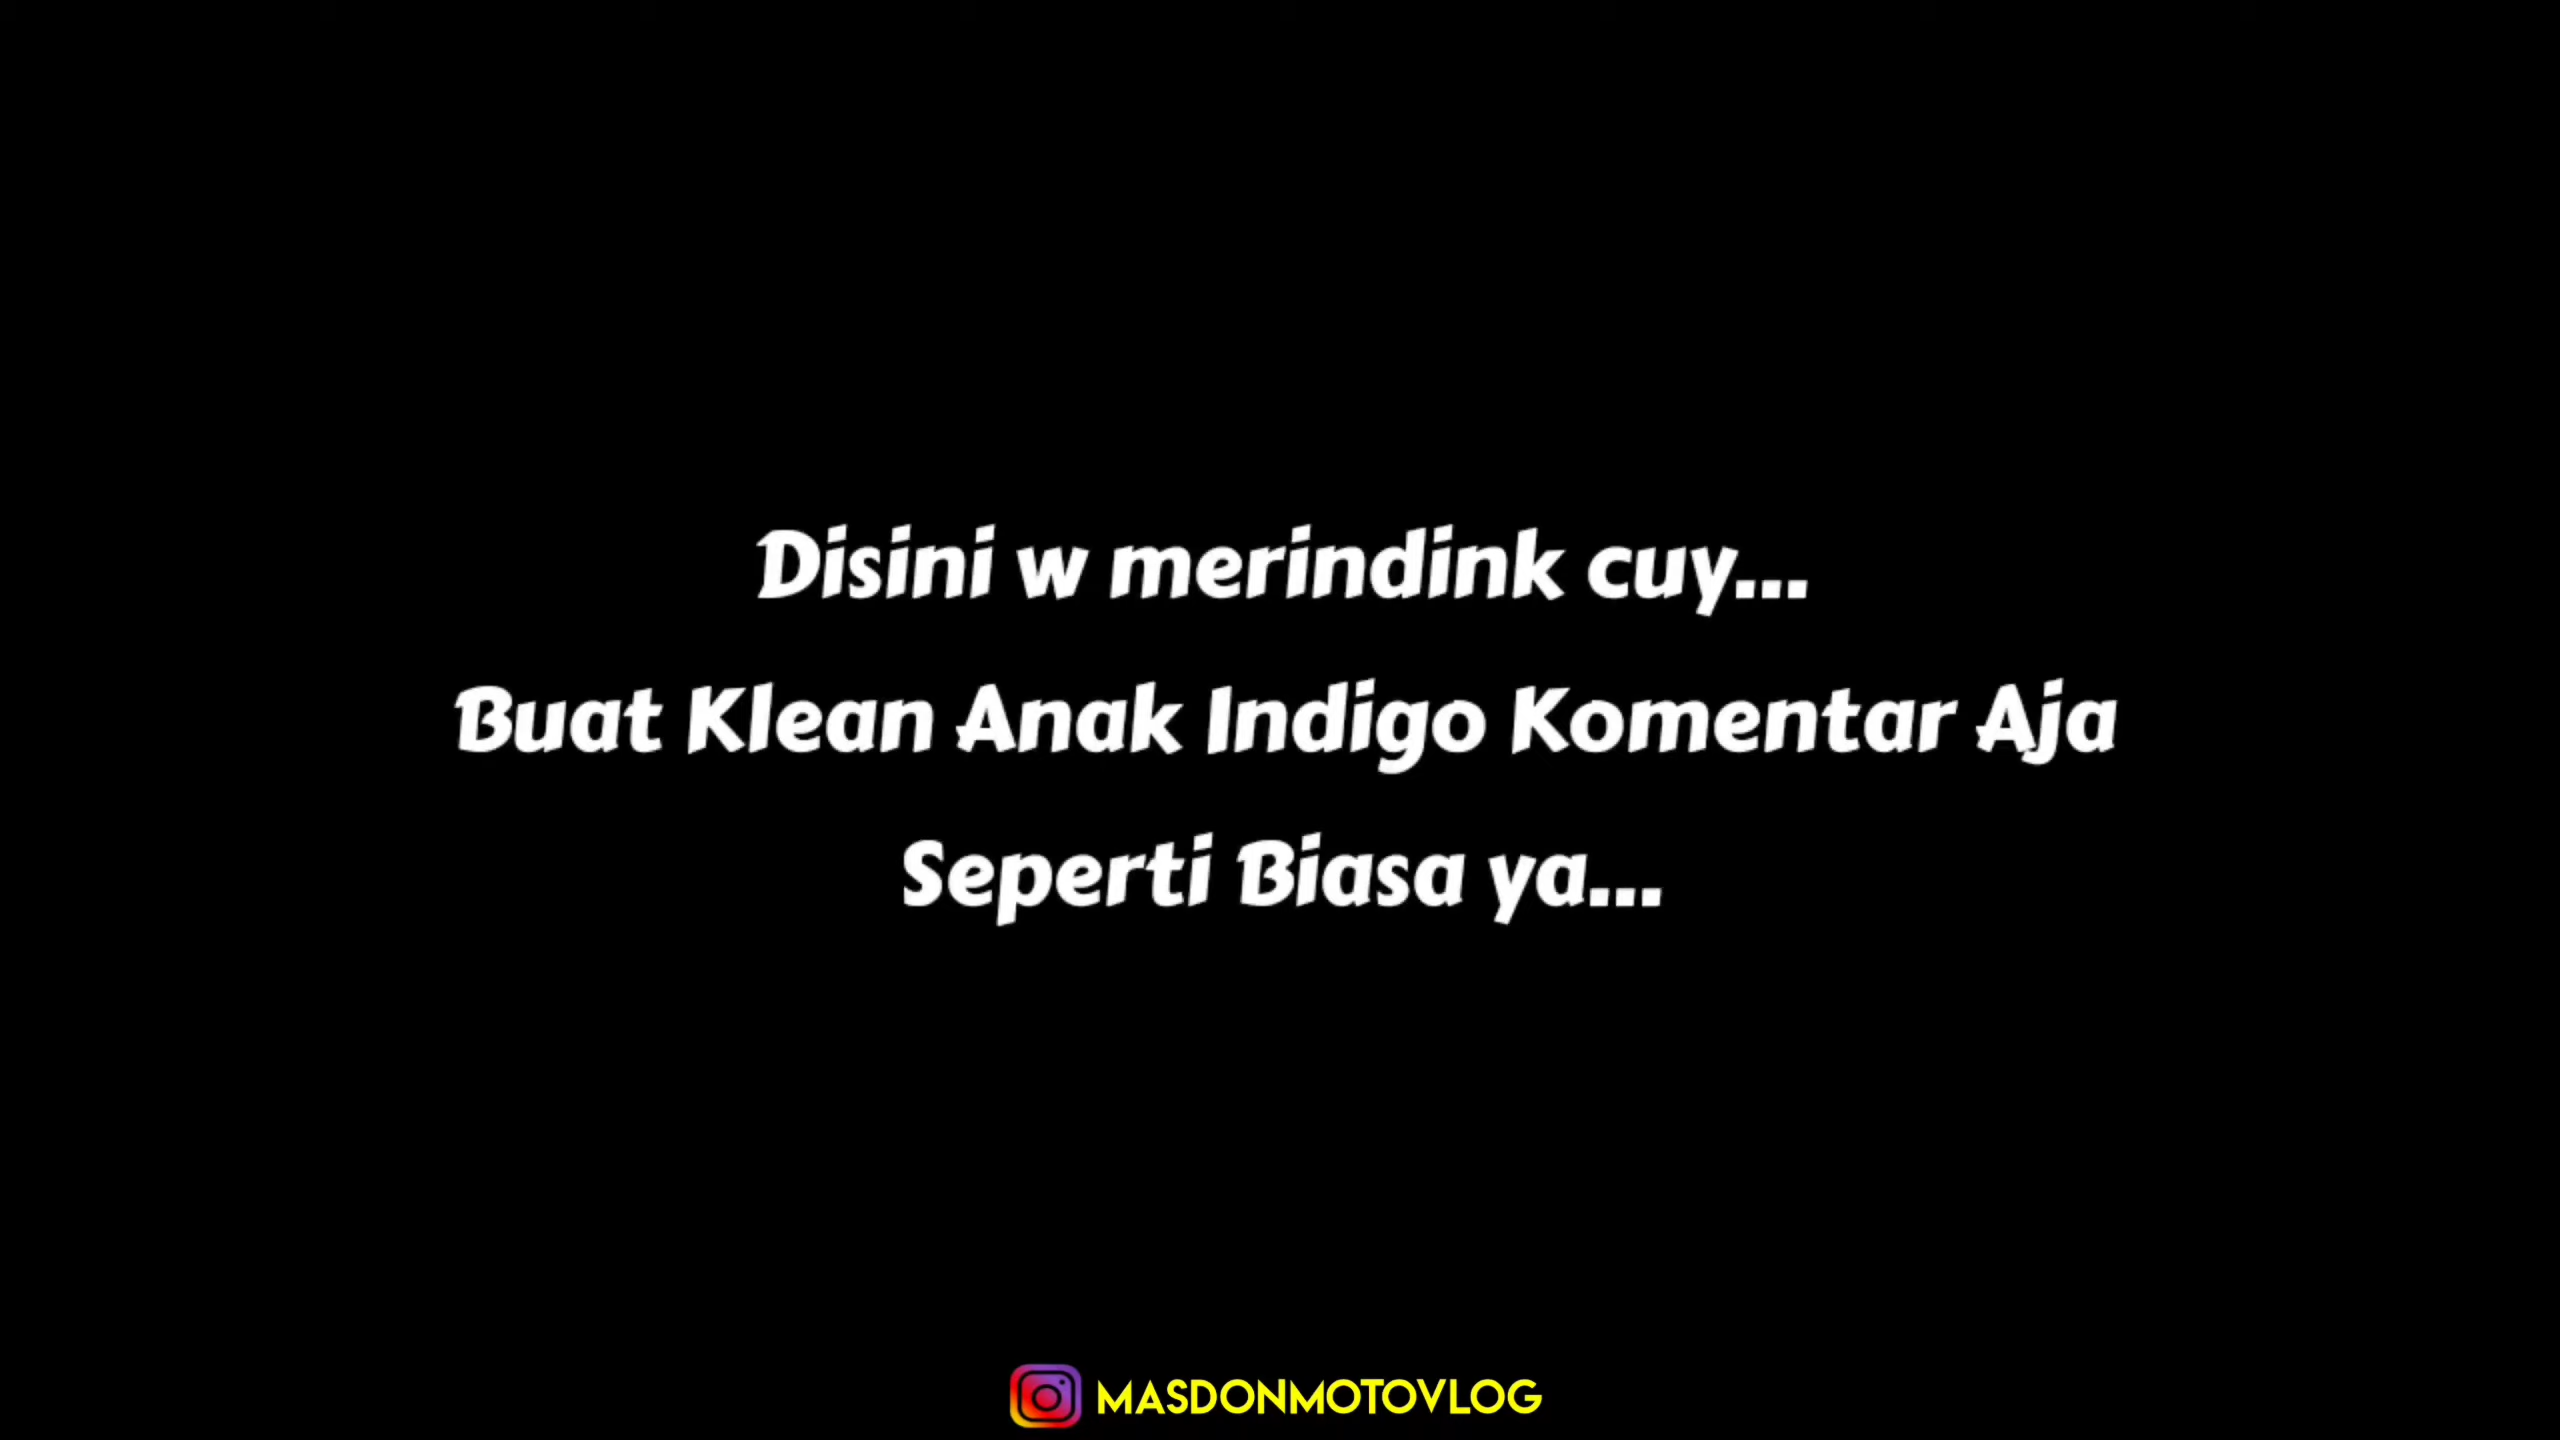 Disini w merindink cuy...
Buat Klean Anak Indigo Komentar Aja
Seperti Biasa ya...
MASDONMOTOVLOG